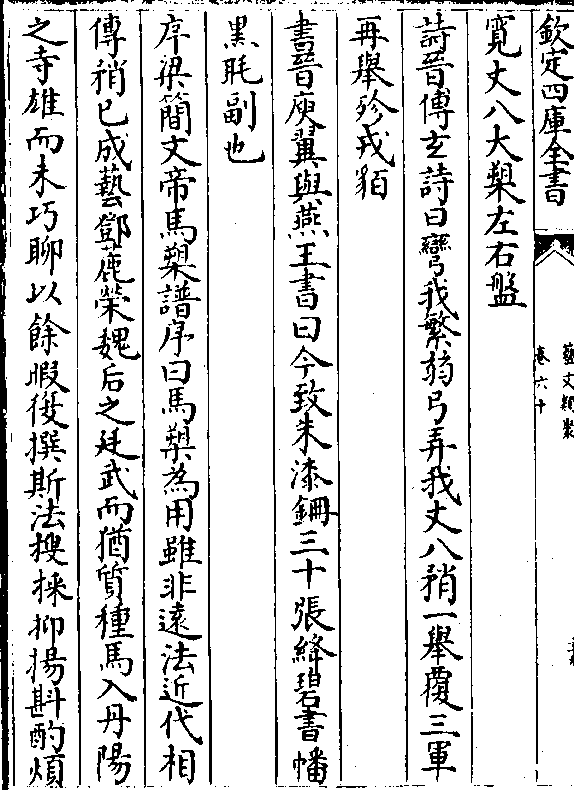 欽定四庫全書
藝文類聚
卷六十
寛丈八大槊左右盤
詩晉傅玄詩曰彎我繁弱弓弄我丈八矟一舉覆三軍
再舉殄戎貊
書晉庾翼與燕王書曰今致朱漆䥽三十張絳碧書幡
黒毦副也
序梁簡文帝馬槊譜序曰馬槊為用雖非逺法近代相
傳稍已成藝鄧麃榮魏后之廷武而猶質種馬入丹陽
之寺雄而未巧聊以餘暇復撰斯法搜採抑揚斟酌煩